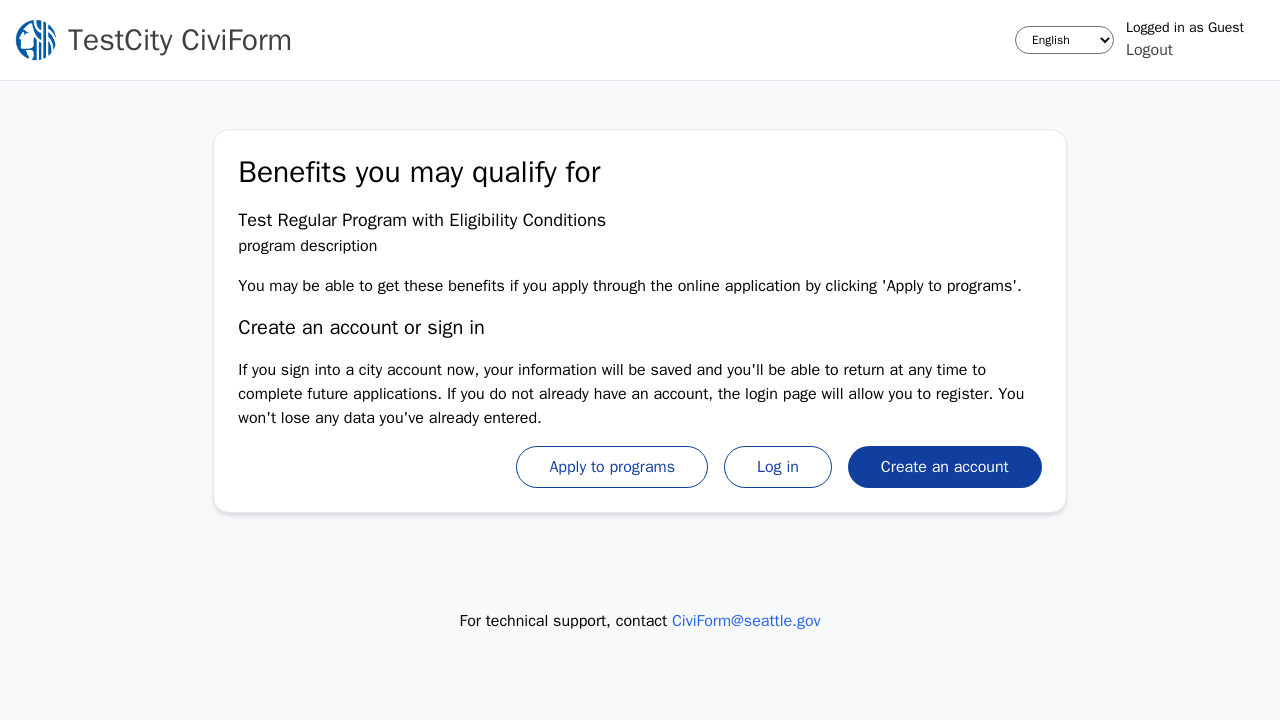 TestCity CiviForm
English
Logged in as Guest
Logout
Benefits you may qualify for
Test Regular Program with Eligibility Conditions
program description
You may be able to get these benefits if you apply through the online application by clicking 'Apply to programs'.
Create an account or sign in
If you sign into a city account now, your information will be saved and you'll be able to return at any time to
complete future applications. If you do not already have an account, the login page will allow you to register. You
won't lose any data you've already entered.
Apply to programs
Log in
Create an account
For technical support, contact CiviForm@seattle.gov